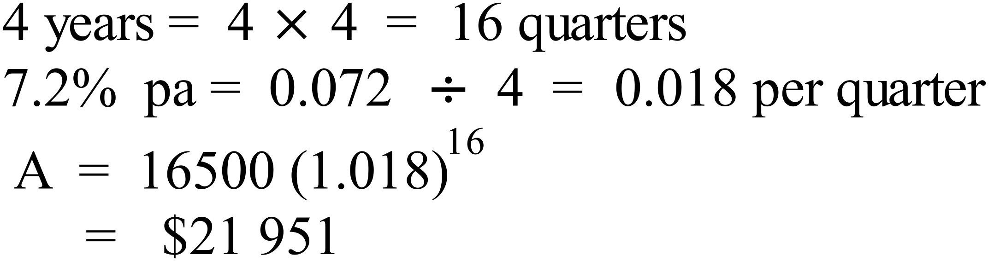 4 years = 4 × 4 = 16 quarters
7.2% pa = 0.072 ÷ 4 = 0.018 per quarter
A = 16500 (1.018)^16
= $21 951